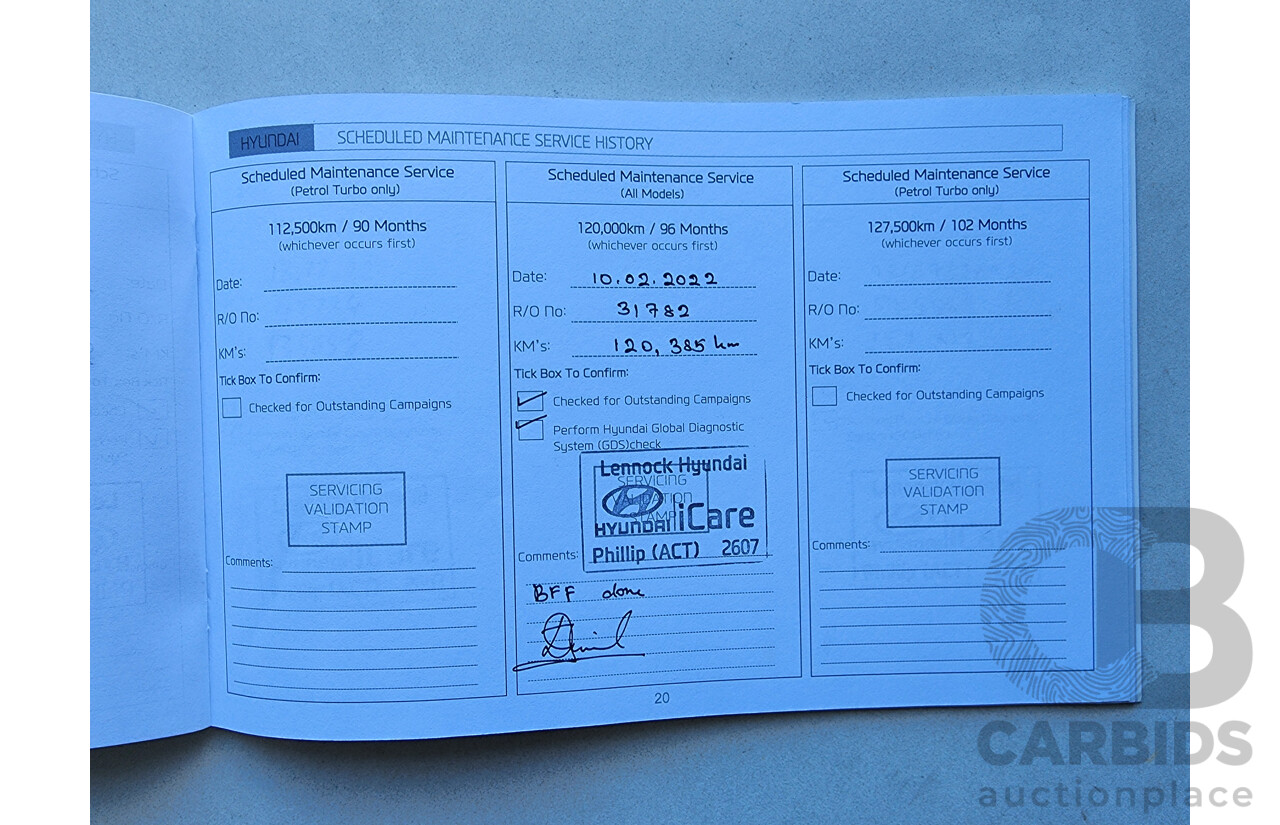 HYUNDAI SCHEDULED MAINTENANCE SERVICE HISTORY
Scheduled Maintenance Service
(Petrol Turbo only)
112,500km / 90 Months
(whichever occurs first)
Date:
R/O No:
KM's:
Tick Box To Confirm:
Checked for Outstanding Campaigns
SERVICING
VALIDATION
STAMP
Comments:
Scheduled Maintenance Service
(All Models)
120,000km / 96 Months
(whichever occurs first)
Date: 10.02.2022
R/O No: 31782
KM's: 120,385 km
Tick Box To Confirm:
Checked for Outstanding Campaigns
Perform Hyundai Global Diagnostic
System (GDS)check
Lennock Hyundai
SERVICING
VALIDATION
STAMP
HYUNDAI iCare
Phillip (ACT) 2607
Comments:
BFF done
Scheduled Maintenance Service
(Petrol Turbo only)
127,500km / 102 Months
(whichever occurs first)
Date:
R/O No:
KM's:
Tick Box To Confirm:
Checked for Outstanding Campaigns
SERVICING
VALIDATION
STAMP
Comments:
20
CB
CARBIDS
auctionplace